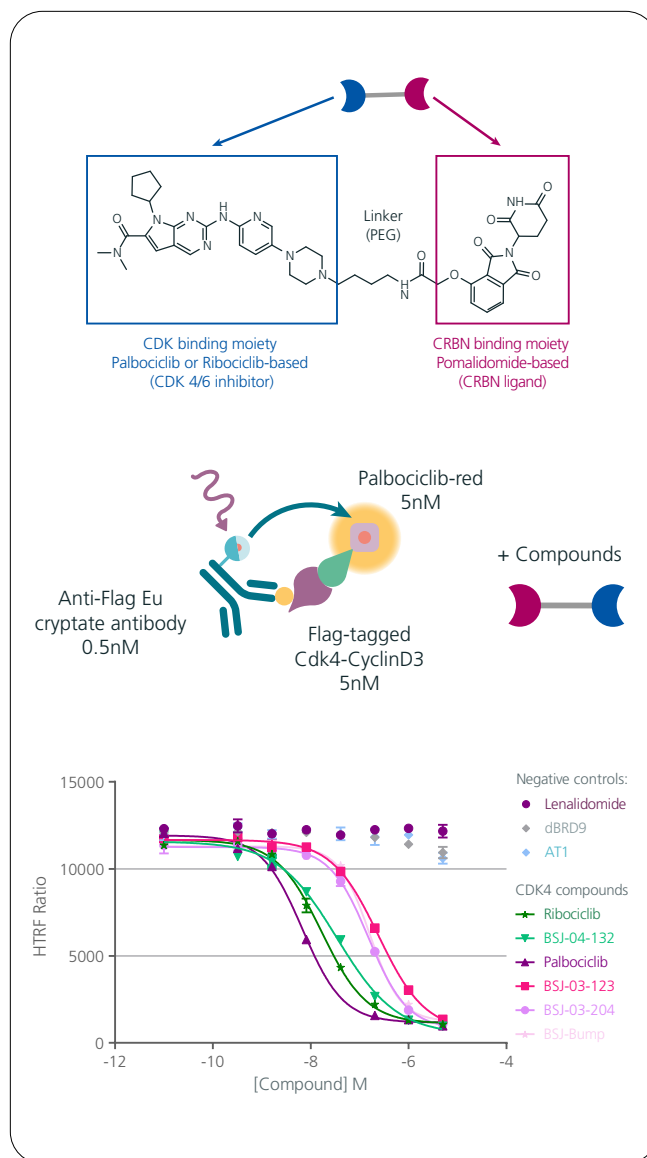 O
N
N
H
N
N
N
N
O
N
N
N
Linker
(PEG)
N
H
N
O
O
O
NH
O
N
O
O
CDK binding moiety
Palbociclib or Ribociclib-based
(CDK 4/6 inhibitor)
CRBN binding moiety
Pomalidomide-based
(CRBN ligand)
Palbociclib-red
5nM
+ Compounds
Anti-Flag Eu
cryptate antibody
0.5nM
Flag-tagged
Cdk4-CyclinD3
5nM
HTRF Ratio
15000
10000
5000
0
-12
-10
-8
-6
-4
[Compound] M
Negative controls:
Lenalidomide
dBRD9
AT1
CDK4 compounds
Ribociclib
BSJ-04-132
Palbociclib
BSJ-03-123
BSJ-03-204
BSJ-Bump